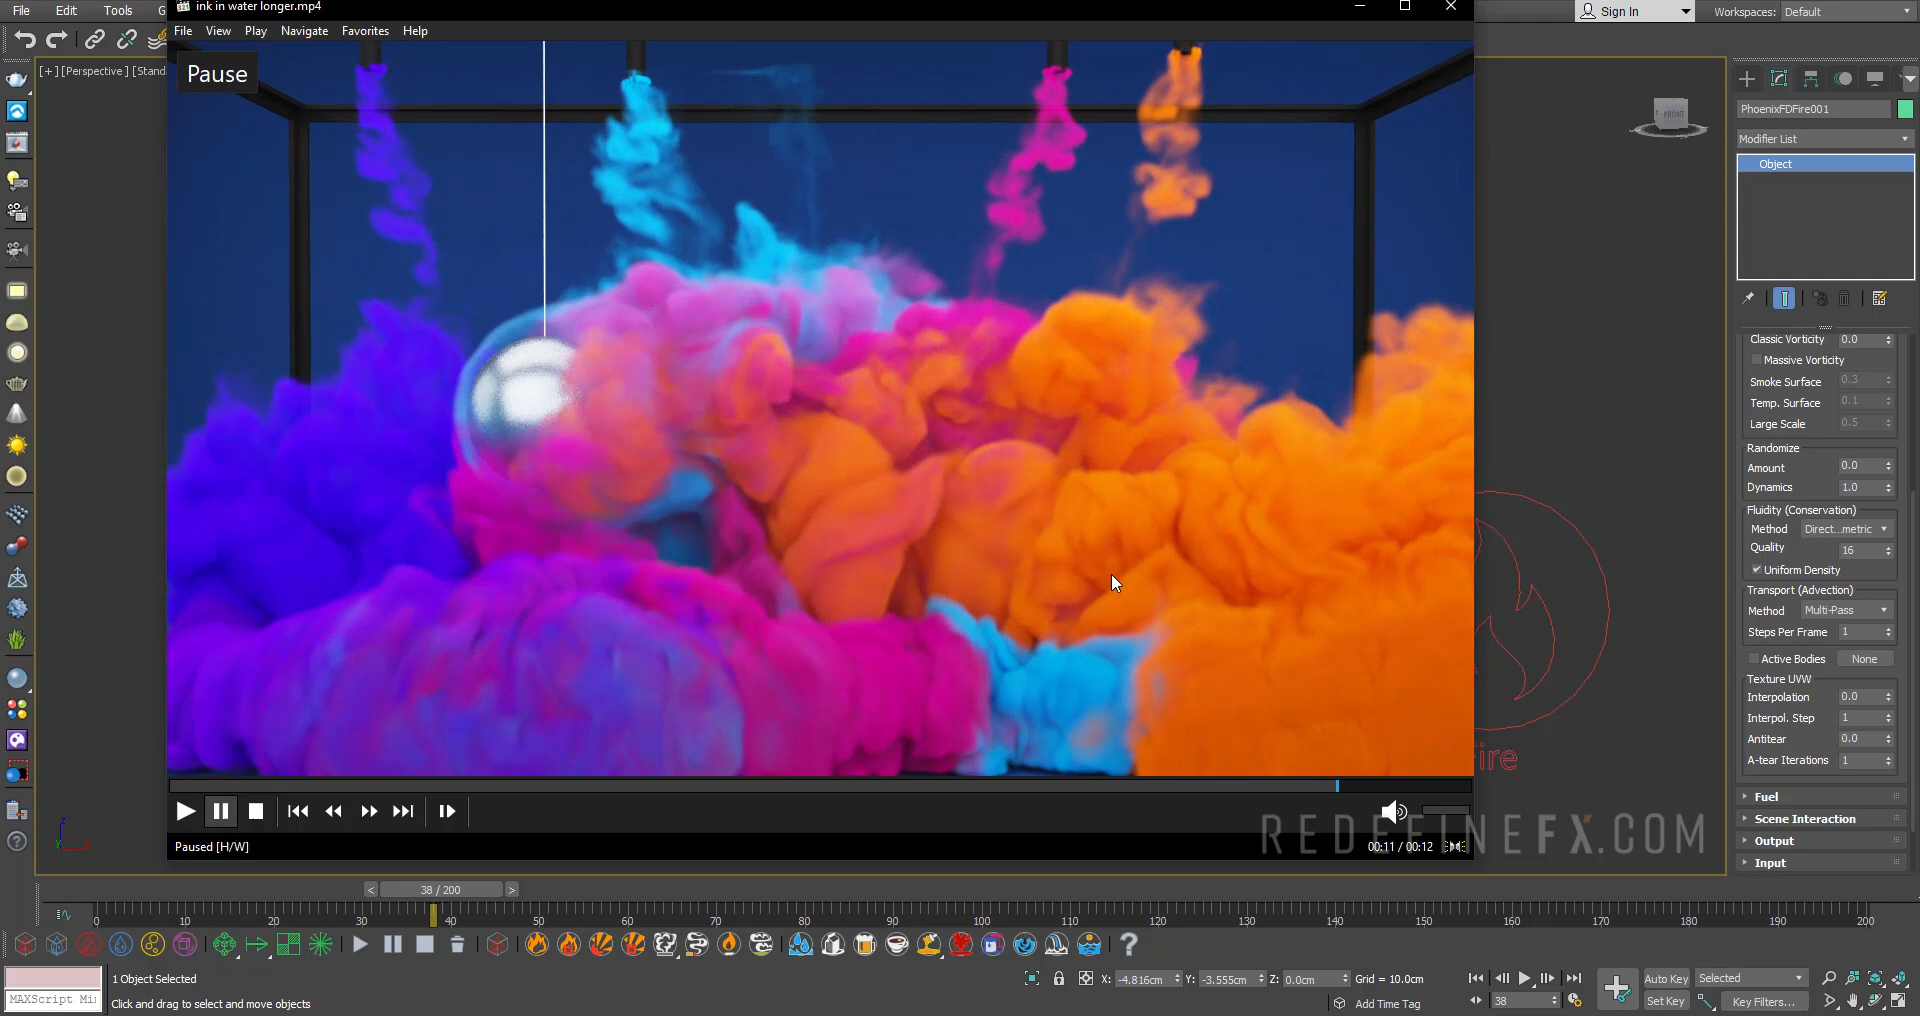 File Edit Tools G
ink in water longer.mp4
Sign In
Workspaces: Default
File View Play Navigate Favorites Help
[+] [Perspective ] [Stand
Pause
FRONT
PhoenixFDFire001
Modifier List
Object
Classic Vorticity 0.0
Massive Vorticity
Smoke Surface 0.3
Temp. Surface 0.1
Large Scale 0.5
Randomize
Amount 0.0
Dynamics 1.0
Fluidity (Conservation)
Method Direct...metric
Quality 16
Uniform Density
Transport (Advection)
Method Multi-Pass
Steps Per Frame 1
Active Bodies None
Texture UVW
Interpolation 0.0
Interpol. Step 1
Antitear 0.0
A-tear Iterations 1
ire
Fuel
Scene Interaction
Output
Input
z
y
x
REDEFINEFX.COM
Paused [H/W]
00:11 / 00:12
< 38 / 200 >
0 10 20 30 40 50 60 70 80 90 100 110 120 130 140 150 160 170 180 190 200
?
1 Object Selected
X: -4.816cm Y: -3.555cm Z: 0.0cm Grid = 10.0cm
Auto Key Selected
MAXScript Mi
Click and drag to select and move objects
Add Time Tag
38
Set Key Key Filters...